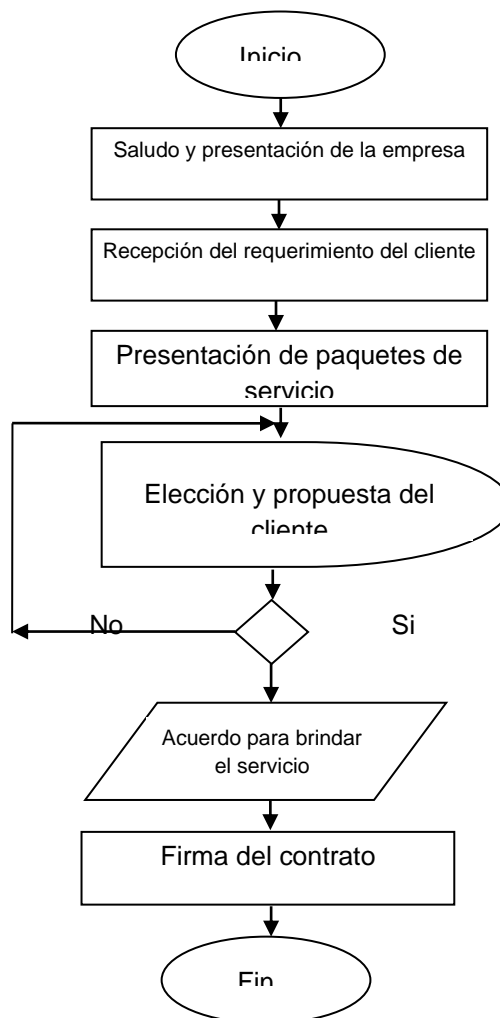 Inicio
Saludo y presentación de la empresa
Recepción del requerimiento del cliente
Presentación de paquetes de
servicio
Elección y propuesta del
cliente
No
Si
Acuerdo para brindar
el servicio
Firma del contrato
Fin